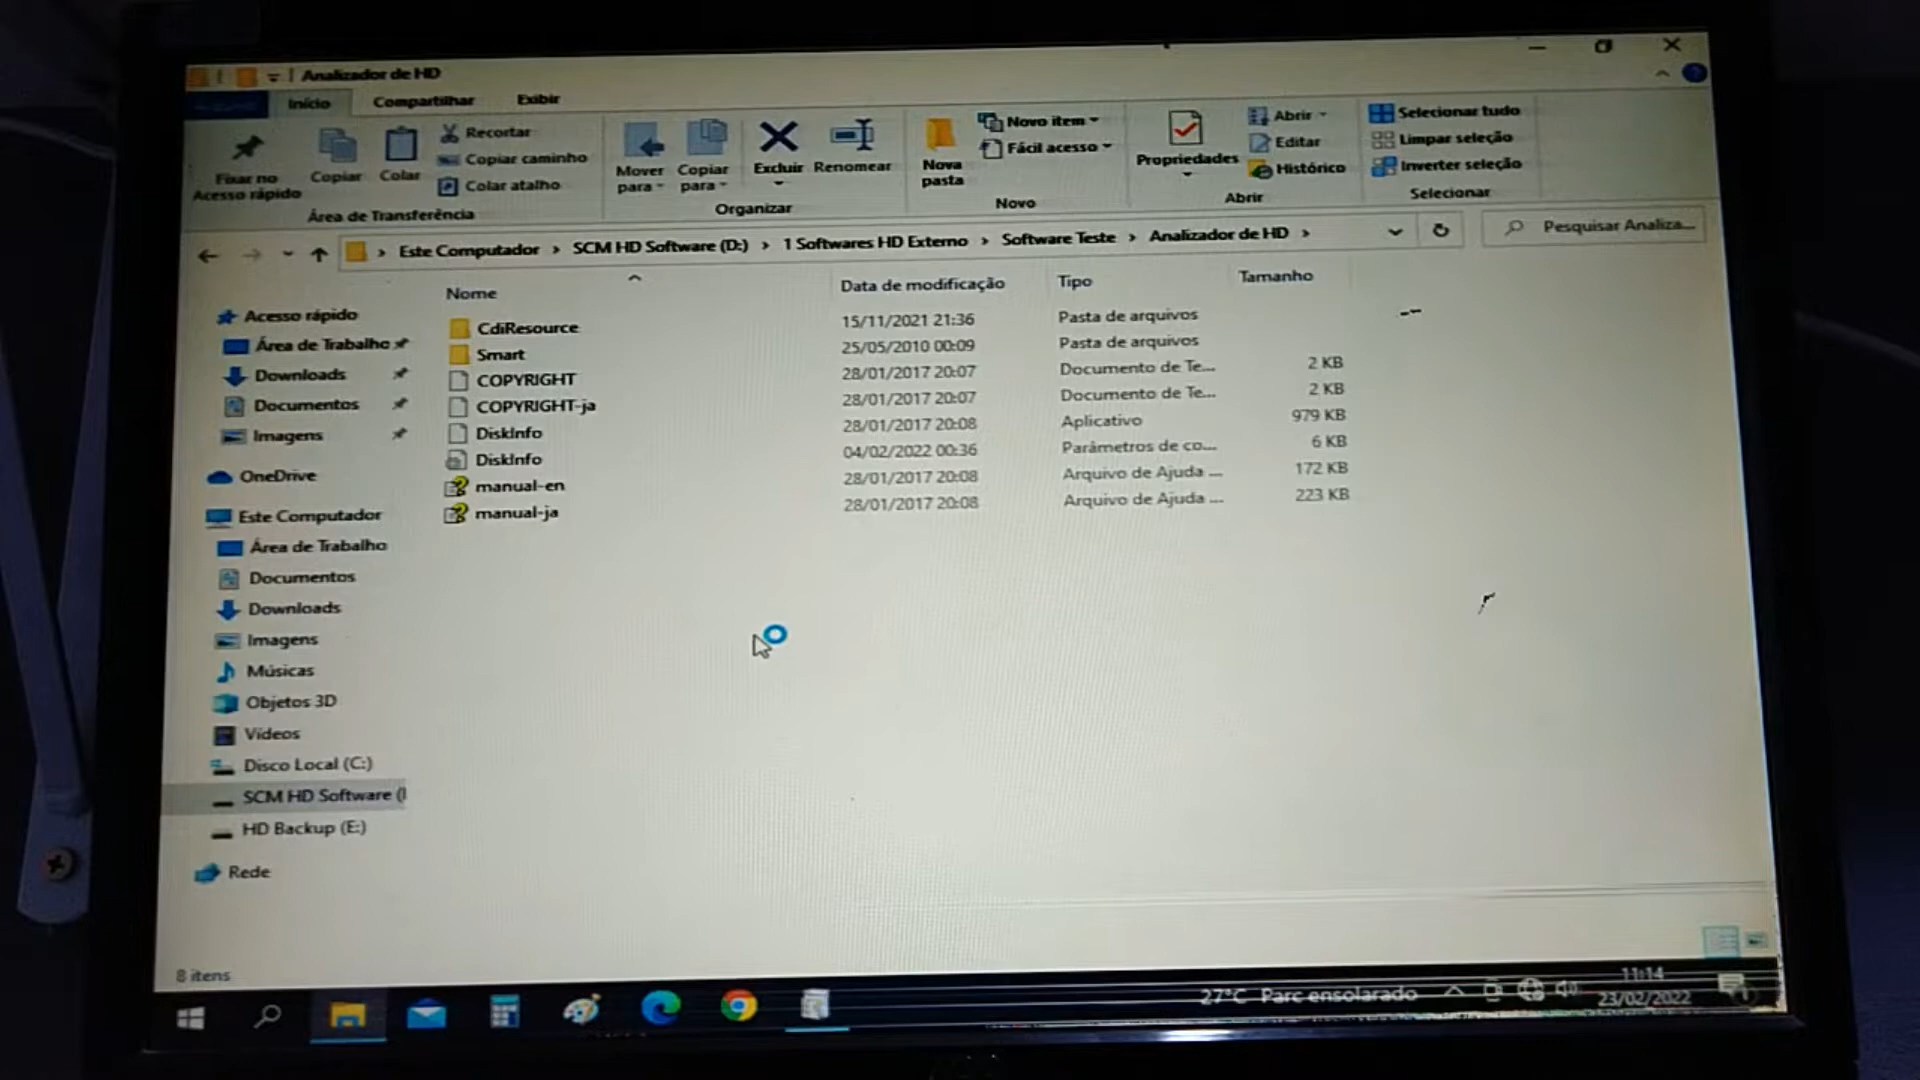 Analizador de HD
Início Compartilhar Exibir
Fixar no Acesso rápido
Copiar
Colar
Recortar
Copiar caminho
Colar atalho
Área de Transferência
Mover para
Copiar para
Excluir
Renomear
Organizar
Nova pasta
Novo item
Fácil acesso
Novo
Propriedades
Abrir
Editar
Histórico
Abrir
Selecionar tudo
Limpar seleção
Inverter seleção
Selecionar
Este Computador › SCM HD Software (D:) › 1 Softwares HD Externo › Software Teste › Analizador de HD ›
Pesquisar Analiza...
Nome Data de modificação Tipo Tamanho
CdiResource 15/11/2021 21:36 Pasta de arquivos
Smart 25/05/2010 00:09 Pasta de arquivos
COPYRIGHT 28/01/2017 20:07 Documento de Te... 2 KB
COPYRIGHT-ja 28/01/2017 20:07 Documento de Te... 2 KB
DiskInfo 28/01/2017 20:08 Aplicativo 979 KB
DiskInfo 04/02/2022 00:36 Parâmetros de co... 6 KB
manual-en 28/01/2017 20:08 Arquivo de Ajuda ... 172 KB
manual-ja 28/01/2017 20:08 Arquivo de Ajuda ... 223 KB
Acesso rápido
Área de Trabalho
Downloads
Documentos
Imagens
OneDrive
Este Computador
Área de Trabalho
Documentos
Downloads
Imagens
Músicas
Objetos 3D
Vídeos
Disco Local (C:)
SCM HD Software (
HD Backup (E:)
Rede
8 itens
27°C Parc ensolarado
11:14
23/02/2022